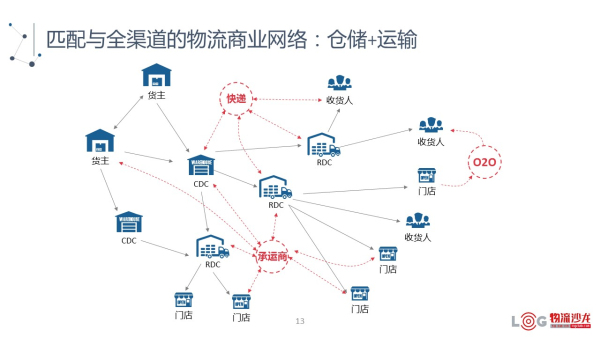 匹配与全渠道的物流商业网络：仓储+运输
货主
快递
收货人
货主
收货人
RDC
O2O
CDC
门店
RDC
收货人
CDC
承运商
RDC
门店
门店
门店
门店
13
LOG 物流沙龙